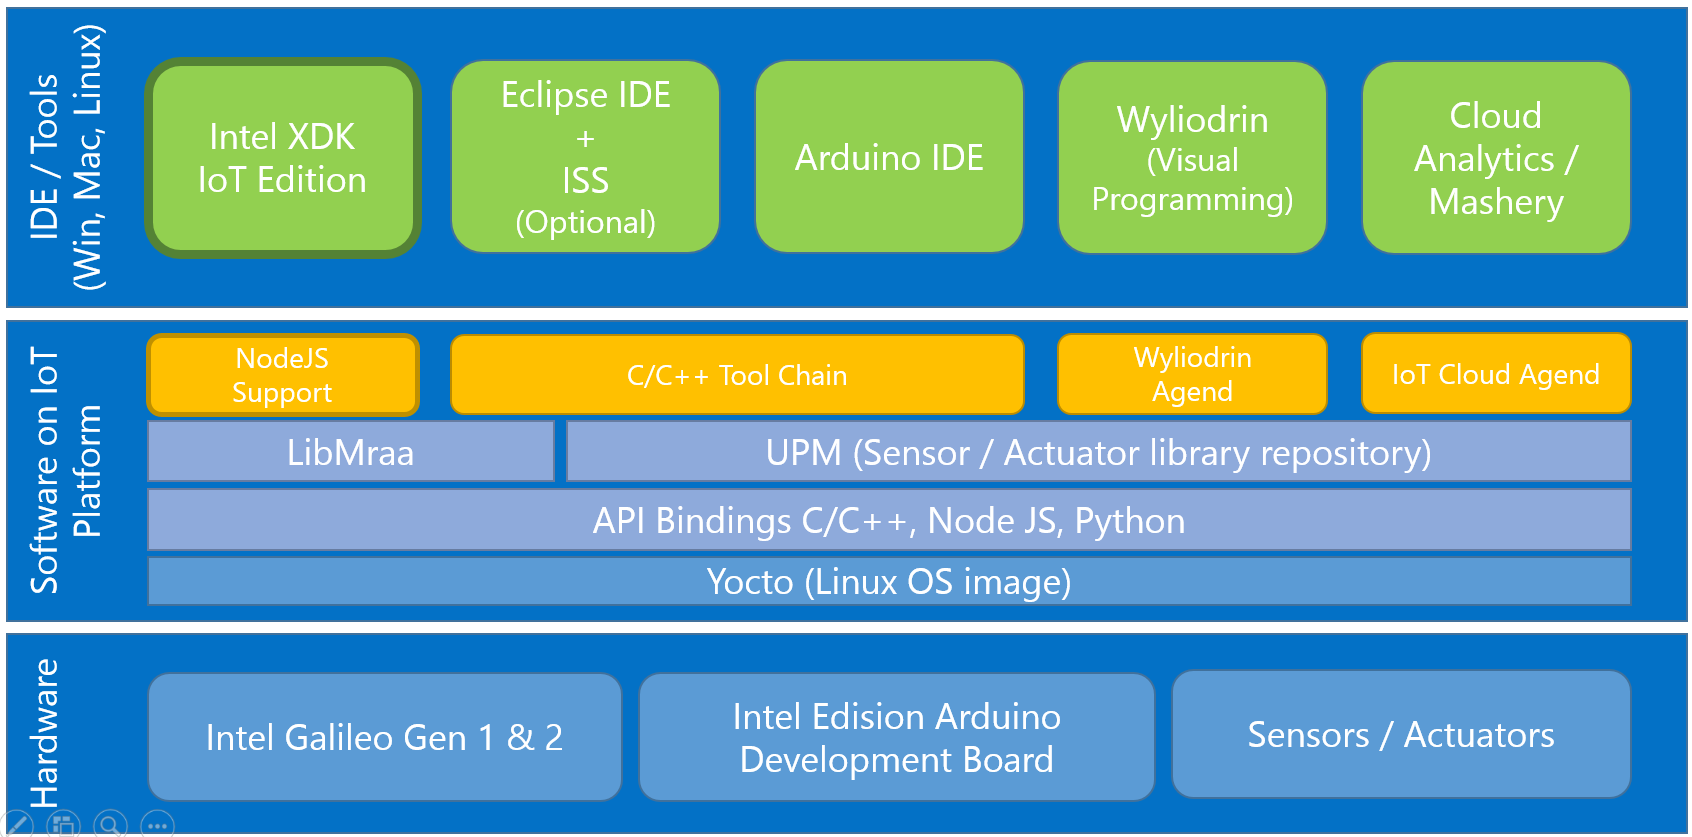 IDE / Tools
(Win, Mac, Linux)
Intel XDK
IoT Edition
Eclipse IDE
+
ISS
(Optional)
Arduino IDE
Wyliodrin
(Visual
Programming)
Cloud
Analytics /
Mashery
Software on IoT
Platform
NodeJS
Support
C/C++ Tool Chain
Wyliodrin
Agend
IoT Cloud Agend
LibMraa
UPM (Sensor / Actuator library repository)
API Bindings C/C++, Node JS, Python
Yocto (Linux OS image)
Hardware
Intel Galileo Gen 1 & 2
Intel Edision Arduino
Development Board
Sensors / Actuators